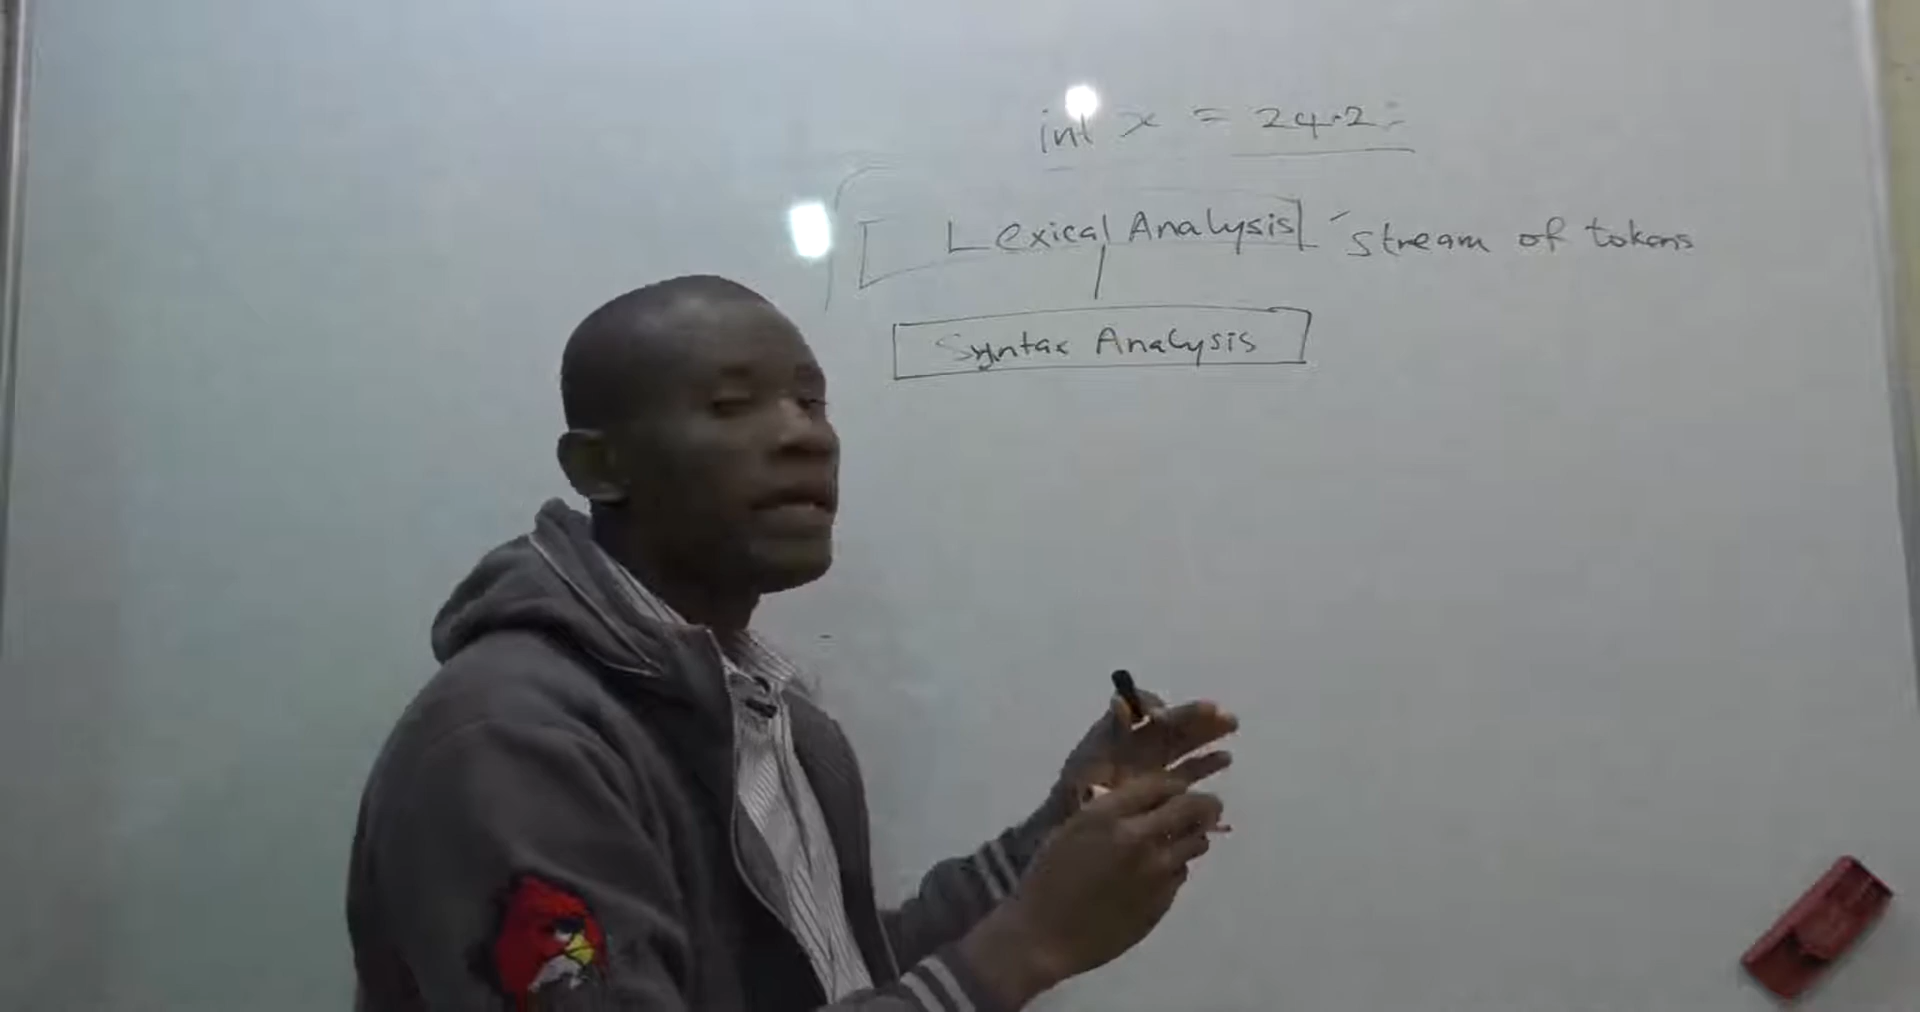 int x = 24.2;
Lexical Analysis stream of tokens
Syntax Analysis